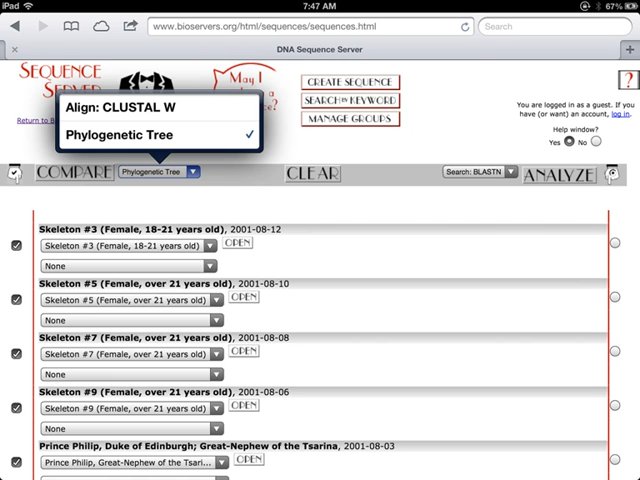 iPad
7:47 AM
67%
www.bioservers.org/html/sequences/sequences.html
Search
DNA Sequence Server
SEQUENCE
SERVER
May I
CREATE SEQUENCE
SEARCH BY KEYWORD
MANAGE GROUPS
?
You are logged in as a guest. If you
have (or want) an account, log in.
Help window?
Yes No
Return to B
Align: CLUSTAL W
Phylogenetic Tree
COMPARE Phylogenetic Tree CLEAR Search: BLASTN ANALYZE
Skeleton #3 (Female, 18-21 years old), 2001-08-12
Skeleton #3 (Female, 18-21 years old) OPEN
None
Skeleton #5 (Female, over 21 years old), 2001-08-10
Skeleton #5 (Female, over 21 years old) OPEN
None
Skeleton #7 (Female, over 21 years old), 2001-08-08
Skeleton #7 (Female, over 21 years old) OPEN
None
Skeleton #9 (Female, over 21 years old), 2001-08-06
Skeleton #9 (Female, over 21 years old) OPEN
None
Prince Philip, Duke of Edinburgh; Great-Nephew of the Tsarina, 2001-08-03
Prince Philip, Great-Nephew of the Tsari... OPEN